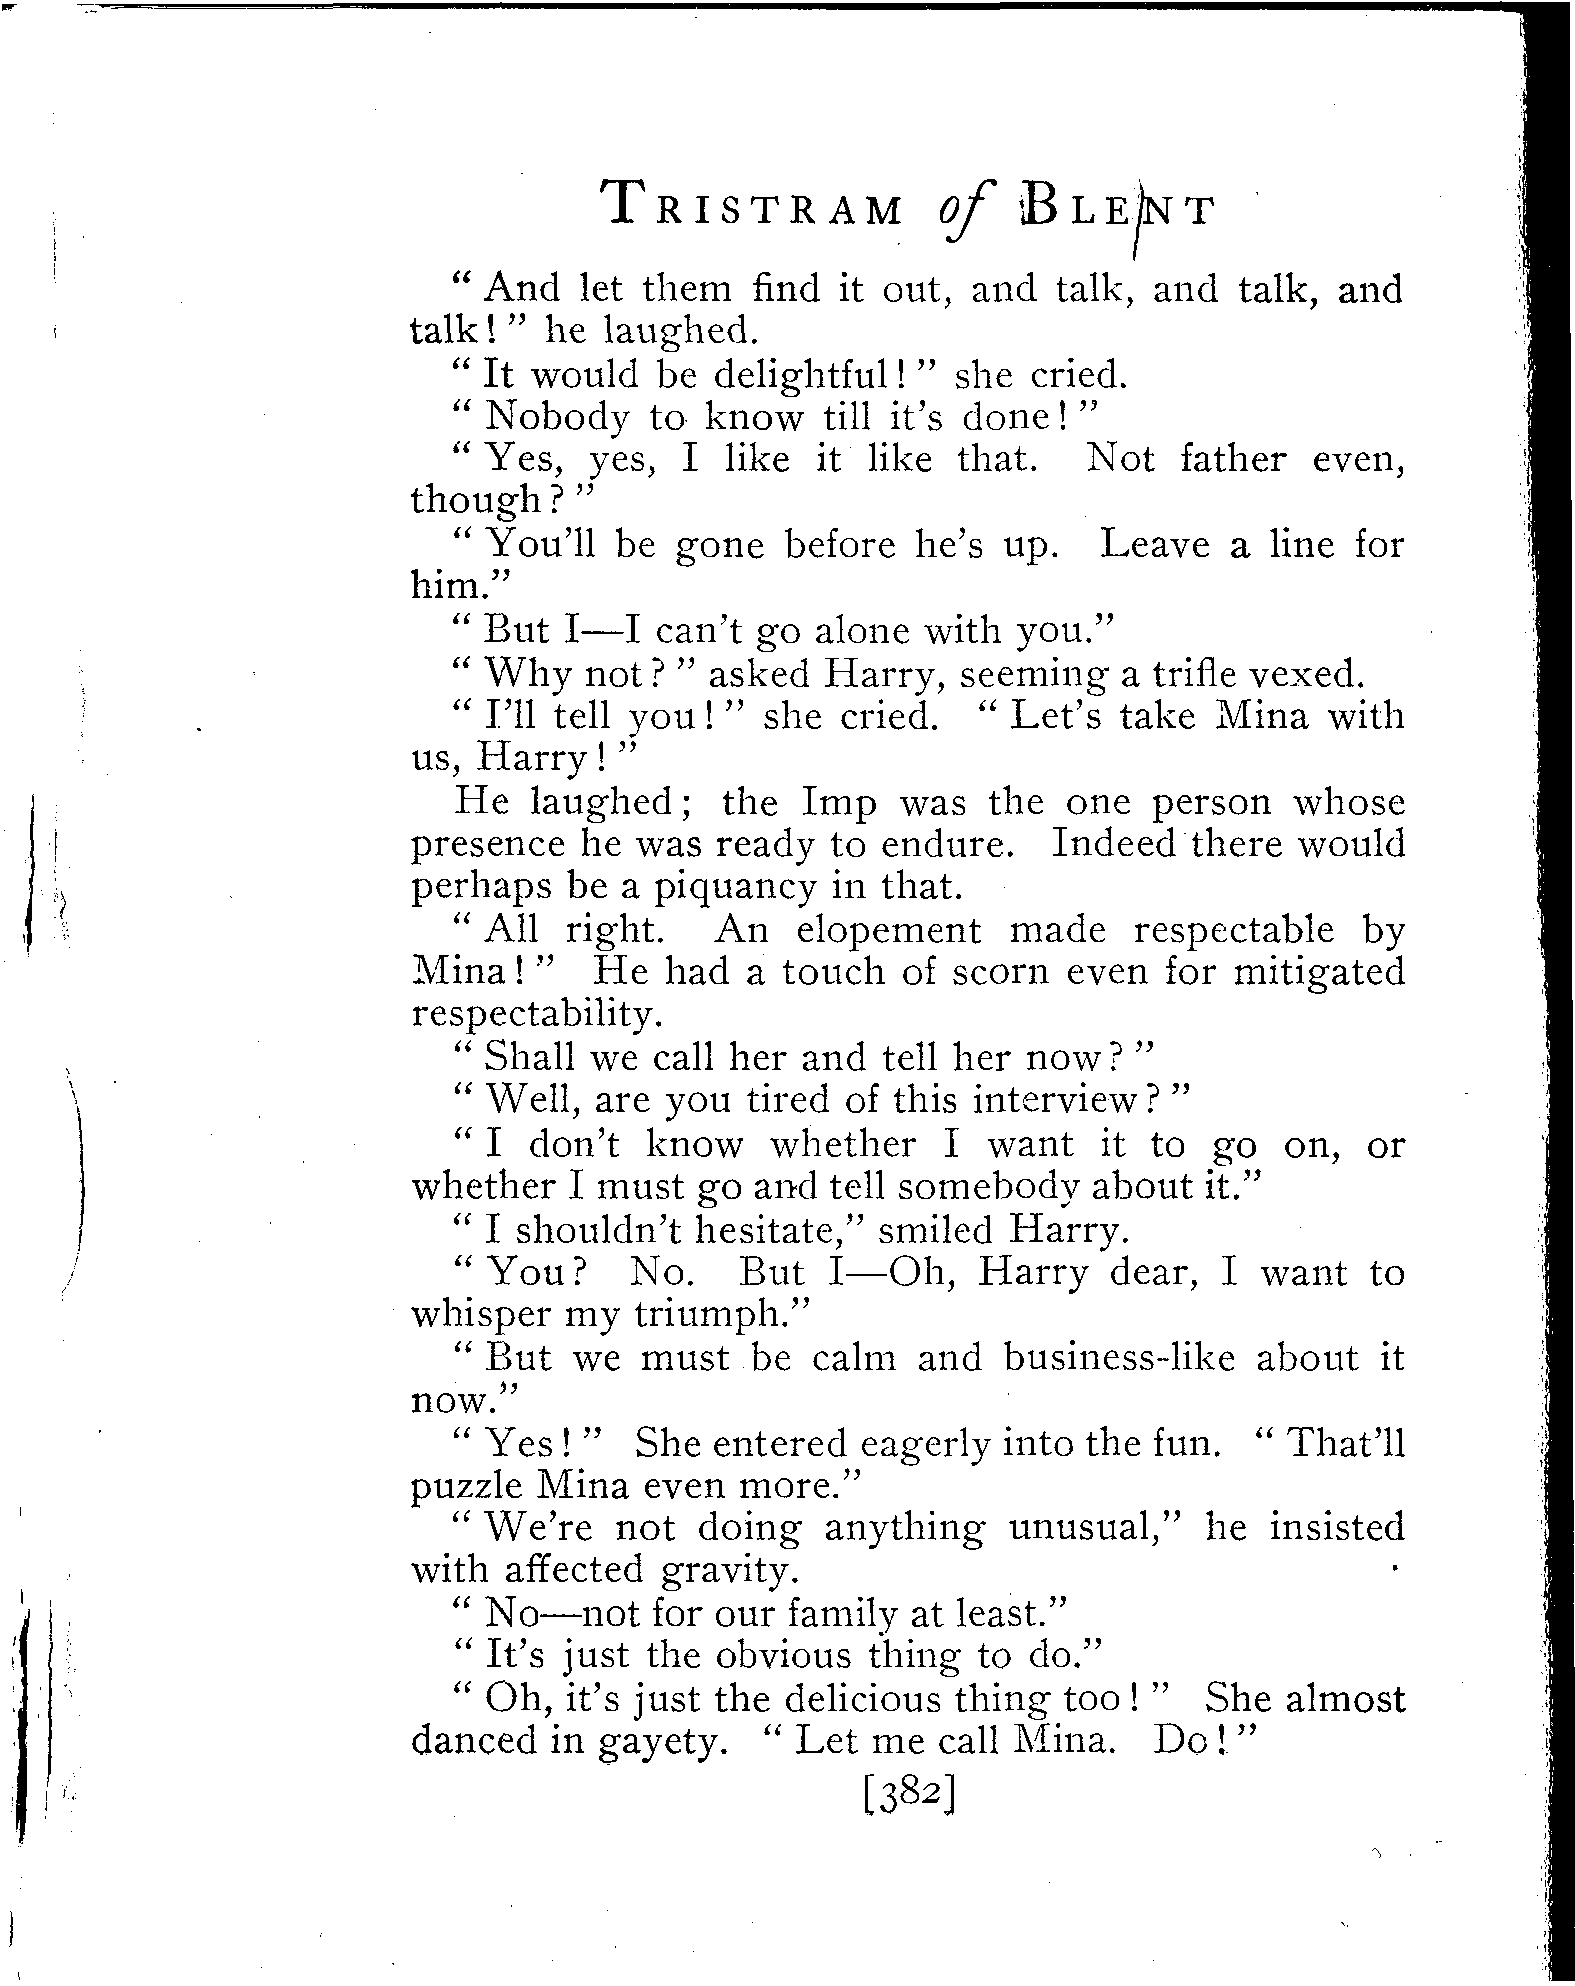 TRISTRAM of BLENT
" And let them find it out, and talk, and talk, and
talk! " he laughed.
" It would be delightful! " she cried.
" Nobody to know till it's done! "
" Yes, yes, I like it like that. Not father even,
though? "
" You'll be gone before he's up. Leave a line for
him."
" But I—I can't go alone with you."
" Why not? " asked Harry, seeming a trifle vexed.
" I'll tell you! " she cried. " Let's take Mina with
us, Harry! "
He laughed; the Imp was the one person whose
presence he was ready to endure. Indeed there would
perhaps be a piquancy in that.
" All right. An elopement made respectable by
Mina! " He had a touch of scorn even for mitigated
respectability.
" Shall we call her and tell her now? "
" Well, are you tired of this interview? "
" I don't know whether I want it to go on, or
whether I must go and tell somebody about it."
" I shouldn't hesitate," smiled Harry.
" You? No. But I—Oh, Harry dear, I want to
whisper my triumph."
" But we must be calm and business-like about it
now."
" Yes! " She entered eagerly into the fun. " That'll
puzzle Mina even more."
" We're not doing anything unusual," he insisted
with affected gravity.
" No—not for our family at least."
" It's just the obvious thing to do."
" Oh, it's just the delicious thing too! " She almost
danced in gayety. " Let me call Mina. Do! "
[382]